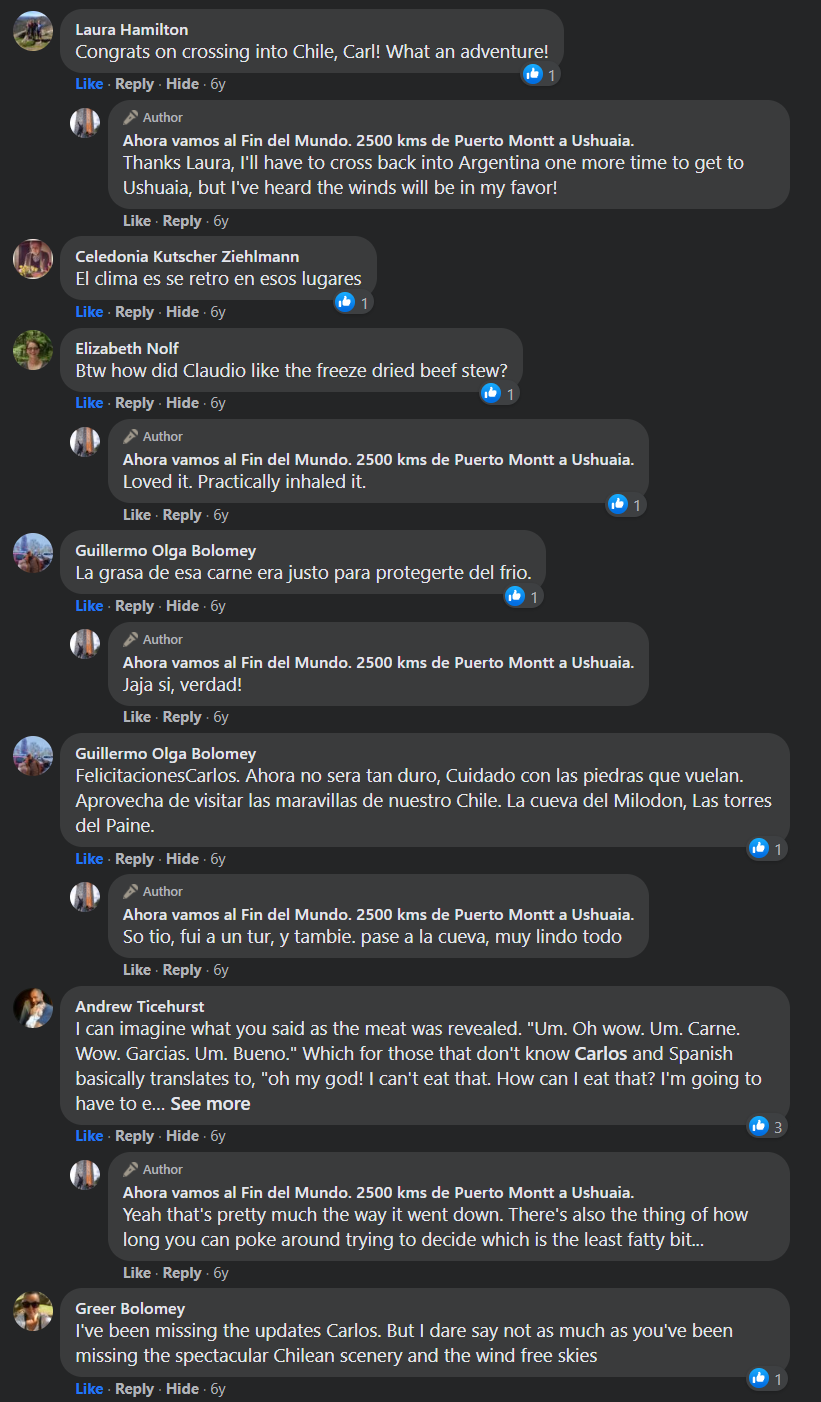 Laura Hamilton
Congrats on crossing into Chile, Carl! What an adventure!
1
Like · Reply · Hide · 6y
Author
Ahora vamos al Fin del Mundo. 2500 kms de Puerto Montt a Ushuaia.
Thanks Laura, I'll have to cross back into Argentina one more time to get to
Ushuaia, but I've heard the winds will be in my favor!
Like · Reply · 6y
Celedonia Kutscher Ziehlmann
El clima es se retro en esos lugares
1
Like · Reply · Hide · 6y
Elizabeth Nolf
Btw how did Claudio like the freeze dried beef stew?
1
Like · Reply · Hide · 6y
Author
Ahora vamos al Fin del Mundo. 2500 kms de Puerto Montt a Ushuaia.
Loved it. Practically inhaled it.
1
Like · Reply · 6y
Guillermo Olga Bolomey
La grasa de esa carne era justo para protegerte del frio.
1
Like · Reply · Hide · 6y
Author
Ahora vamos al Fin del Mundo. 2500 kms de Puerto Montt a Ushuaia.
Jaja si, verdad!
Like · Reply · 6y
Guillermo Olga Bolomey
FelicitacionesCarlos. Ahora no sera tan duro, Cuidado con las piedras que vuelan.
Aprovecha de visitar las maravillas de nuestro Chile. La cueva del Milodon, Las torres
del Paine.
1
Like · Reply · Hide · 6y
Author
Ahora vamos al Fin del Mundo. 2500 kms de Puerto Montt a Ushuaia.
So tio, fui a un tur, y tambie. pase a la cueva, muy lindo todo
Like · Reply · 6y
Andrew Ticehurst
I can imagine what you said as the meat was revealed. "Um. Oh wow. Um. Carne.
Wow. Garcias. Um. Bueno." Which for those that don't know Carlos and Spanish
basically translates to, "oh my god! I can't eat that. How can I eat that? I'm going to
have to e... See more
3
Like · Reply · Hide · 6y
Author
Ahora vamos al Fin del Mundo. 2500 kms de Puerto Montt a Ushuaia.
Yeah that's pretty much the way it went down. There's also the thing of how
long you can poke around trying to decide which is the least fatty bit...
Like · Reply · 6y
Greer Bolomey
I've been missing the updates Carlos. But I dare say not as much as you've been
missing the spectacular Chilean scenery and the wind free skies
1
Like · Reply · Hide · 6y